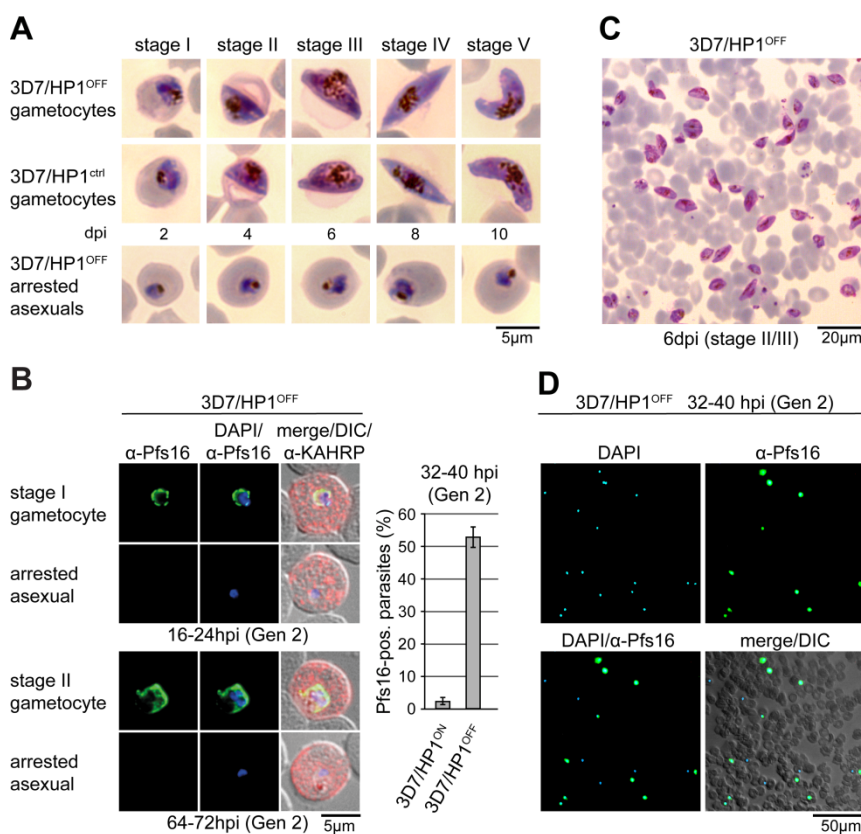 A
stage I stage II stage III stage IV stage V
3D7/HP1OFF
gametocytes
3D7/HP1ctrl
gametocytes
dpi 2 4 6 8 10
3D7/HP1OFF
arrested
asexuals
5µm
C
3D7/HP1OFF
6dpi (stage II/III) 20µm
B
3D7/HP1OFF
α-Pfs16 DAPI/ merge/DIC/
α-Pfs16 α-KAHRP
stage I
gametocyte
arrested
asexual
16-24hpi (Gen 2)
stage II
gametocyte
arrested
asexual
64-72hpi (Gen 2) 5µm
32-40 hpi
(Gen 2)
Pfs16-pos. parasites (%)
60
50
40
30
20
10
0
3D7/HP1ON
3D7/HP1OFF
D
3D7/HP1OFF 32-40 hpi (Gen 2)
DAPI α-Pfs16
DAPI/α-Pfs16 merge/DIC
50µm